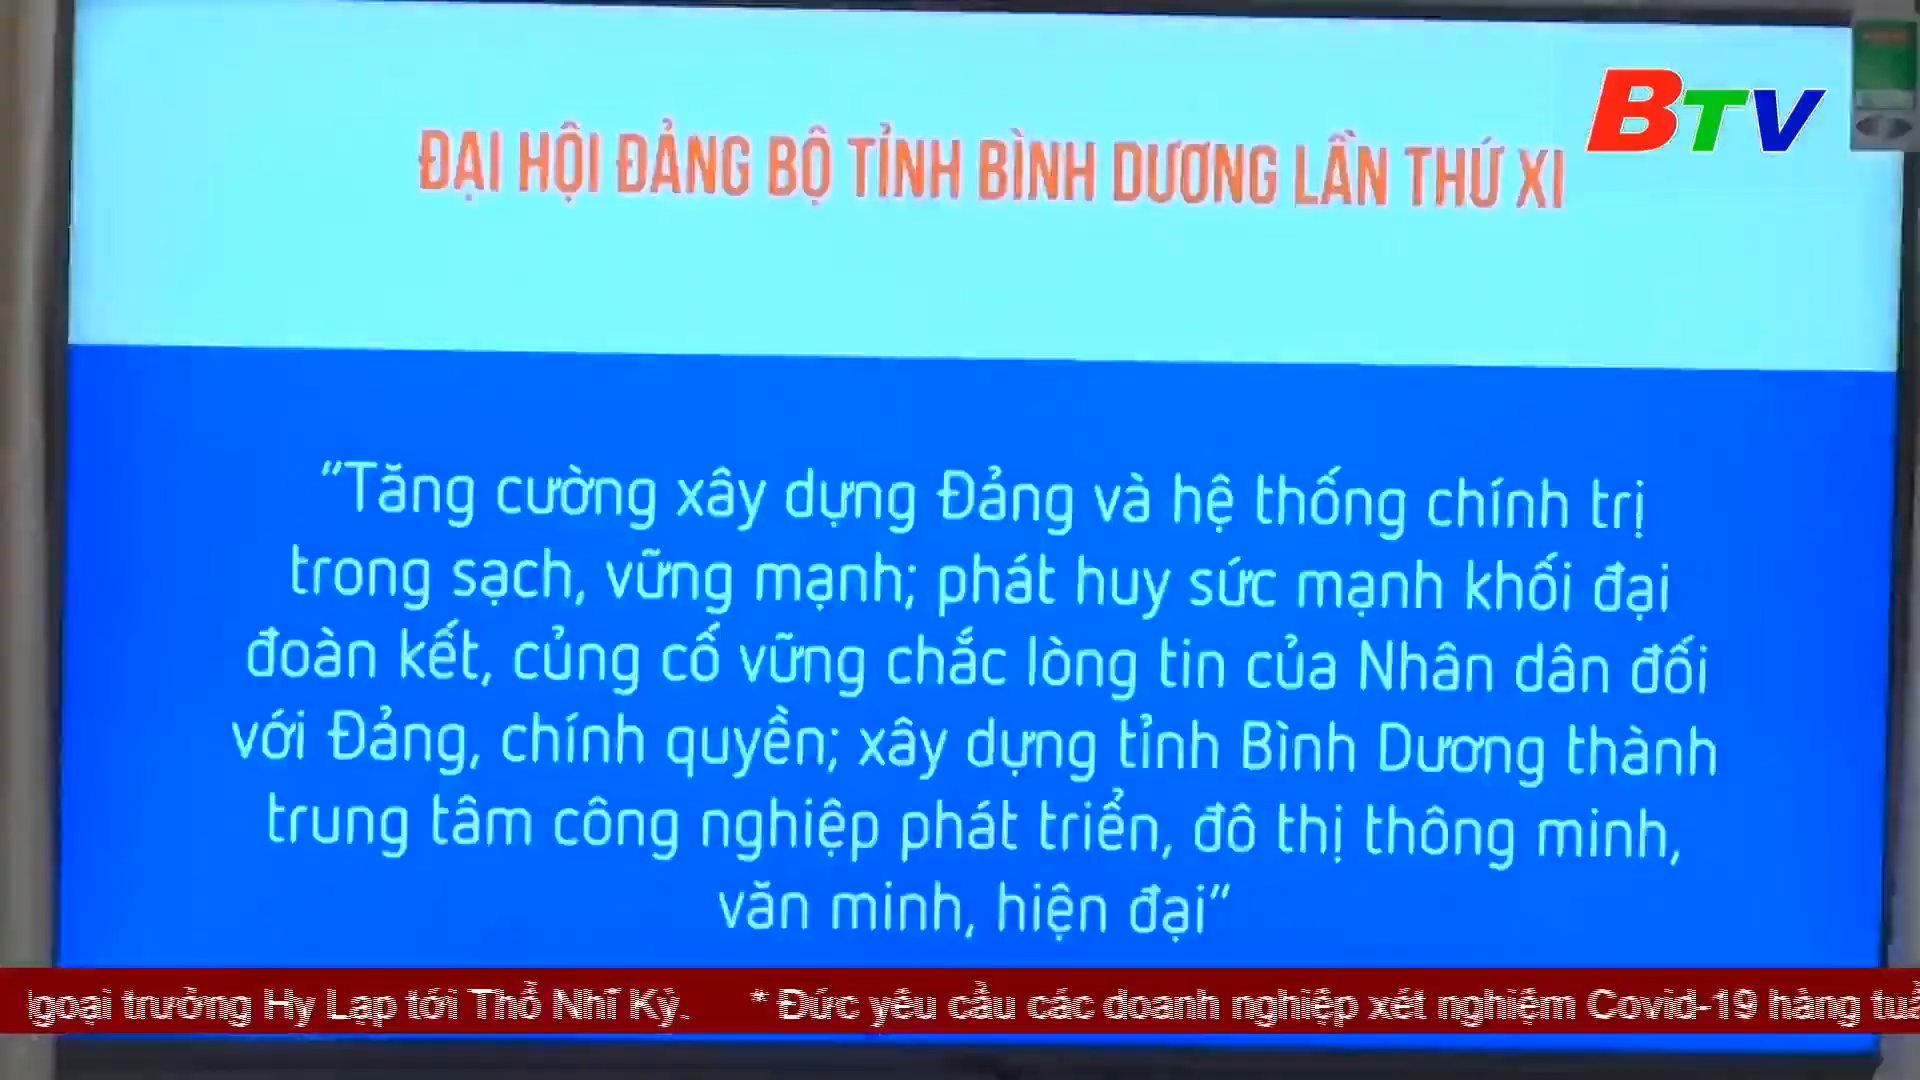 BTV
ĐẠI HỘI ĐẢNG BỘ TỈNH BÌNH DƯƠNG LẦN THỨ XI
“Tăng cường xây dựng Đảng và hệ thống chính trị
trong sạch, vững mạnh; phát huy sức mạnh khối đại
đoàn kết, củng cố vững chắc lòng tin của Nhân dân đối
với Đảng, chính quyền; xây dựng tỉnh Bình Dương thành
trung tâm công nghiệp phát triển, đô thị thông minh,
văn minh, hiện đại”
trưởng Hy Lạp tới Thổ Nhĩ Kỳ. * Đức yêu cầu các doanh nghiệp xét nghiệm Covid-19 hàng